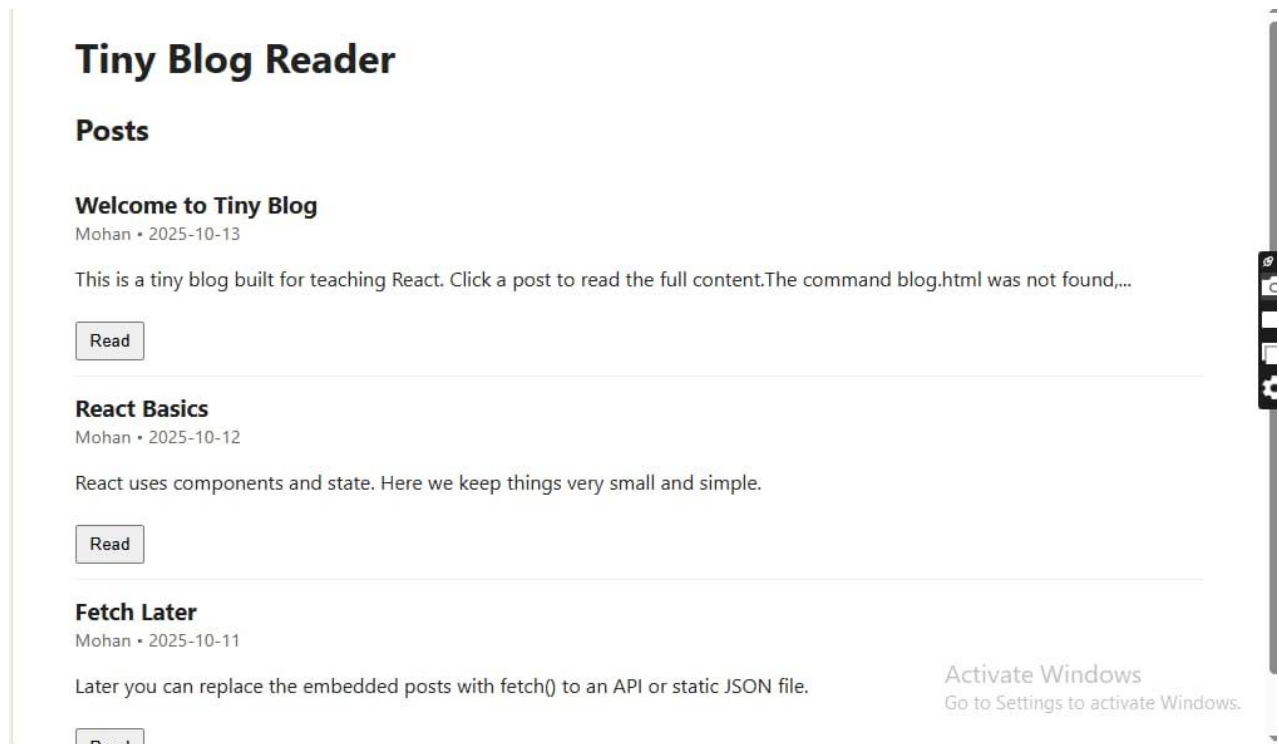 Tiny Blog Reader
Posts
Welcome to Tiny Blog
Mohan • 2025-10-13
This is a tiny blog built for teaching React. Click a post to read the full content.The command blog.html was not found,...
Read
React Basics
Mohan • 2025-10-12
React uses components and state. Here we keep things very small and simple.
Read
Fetch Later
Mohan • 2025-10-11
Later you can replace the embedded posts with fetch() to an API or static JSON file.
Activate Windows
Go to Settings to activate Windows.